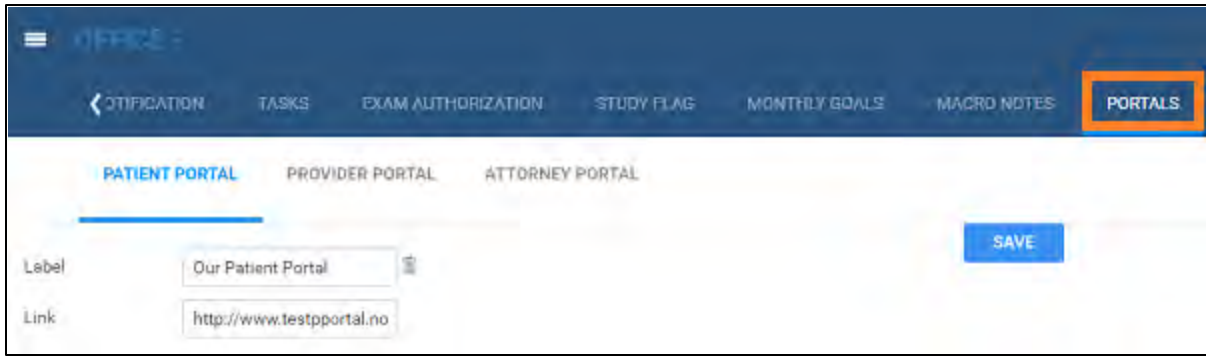 OFFICE
OTIFICATION TASKS EXAM AUTHORIZATION STUDY FLAG MONTHLY GOALS MACRO NOTES PORTALS
PATIENT PORTAL PROVIDER PORTAL ATTORNEY PORTAL
SAVE
Label Our Patient Portal
Link http://www.testpportal.no